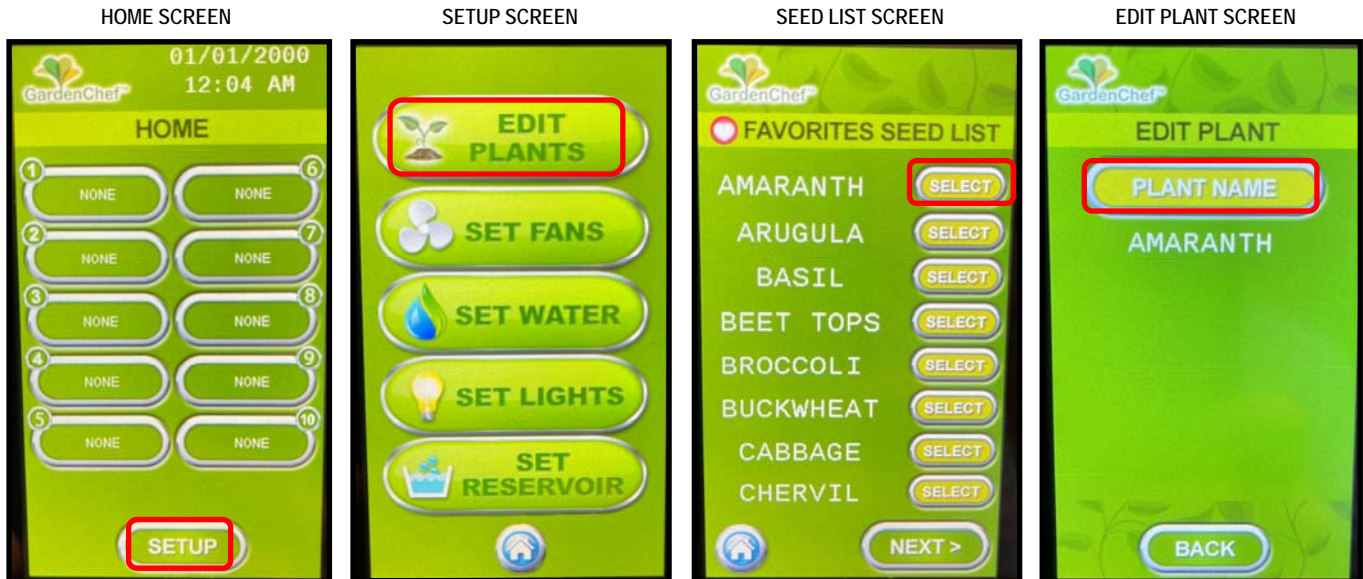 HOME SCREEN
GardenChef™
01/01/2000
12:04 AM
HOME
1
NONE
6
NONE
2
NONE
7
NONE
3
NONE
8
NONE
4
NONE
9
NONE
5
NONE
10
NONE
SETUP
SETUP SCREEN
EDIT
PLANTS
SET FANS
SET WATER
SET LIGHTS
SET
RESERVOIR
SEED LIST SCREEN
GardenChef™
FAVORITES SEED LIST
AMARANTH SELECT
ARUGULA SELECT
BASIL SELECT
BEET TOPS SELECT
BROCCOLI SELECT
BUCKWHEAT SELECT
CABBAGE SELECT
CHERVIL SELECT
NEXT >
EDIT PLANT SCREEN
GardenChef™
EDIT PLANT
PLANT NAME
AMARANTH
BACK